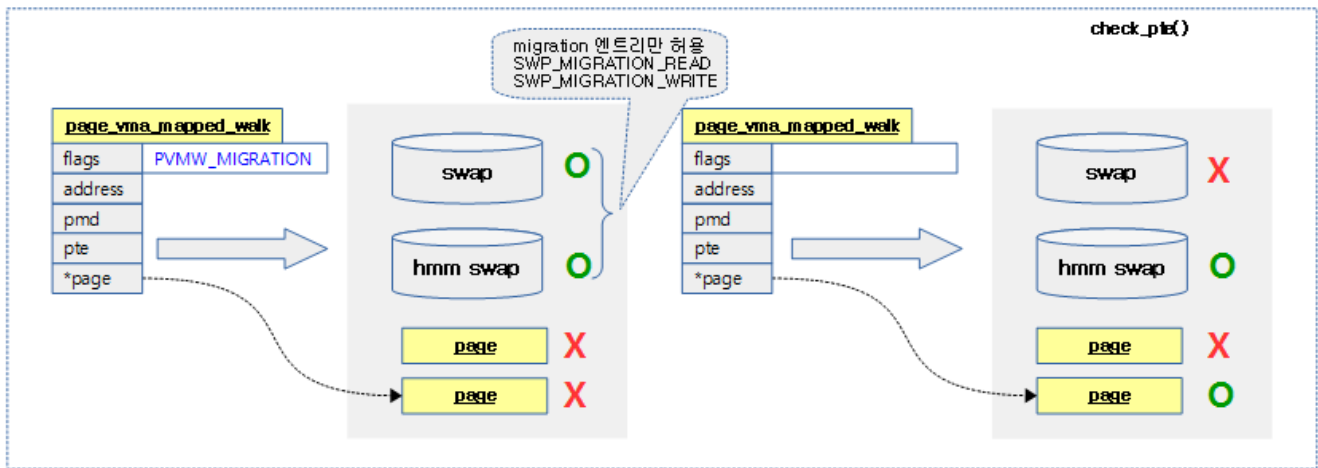 check_pte()
migration 엔트리만 허용
SWP_MIGRATION_READ
SWP_MIGRATION_WRITE
page_vma_mapped_walk
flags PVMW_MIGRATION
address
pmd
pte
*page
swap O
hmm swap O
page X
page X
page_vma_mapped_walk
flags
address
pmd
pte
*page
swap X
hmm swap O
page X
page O